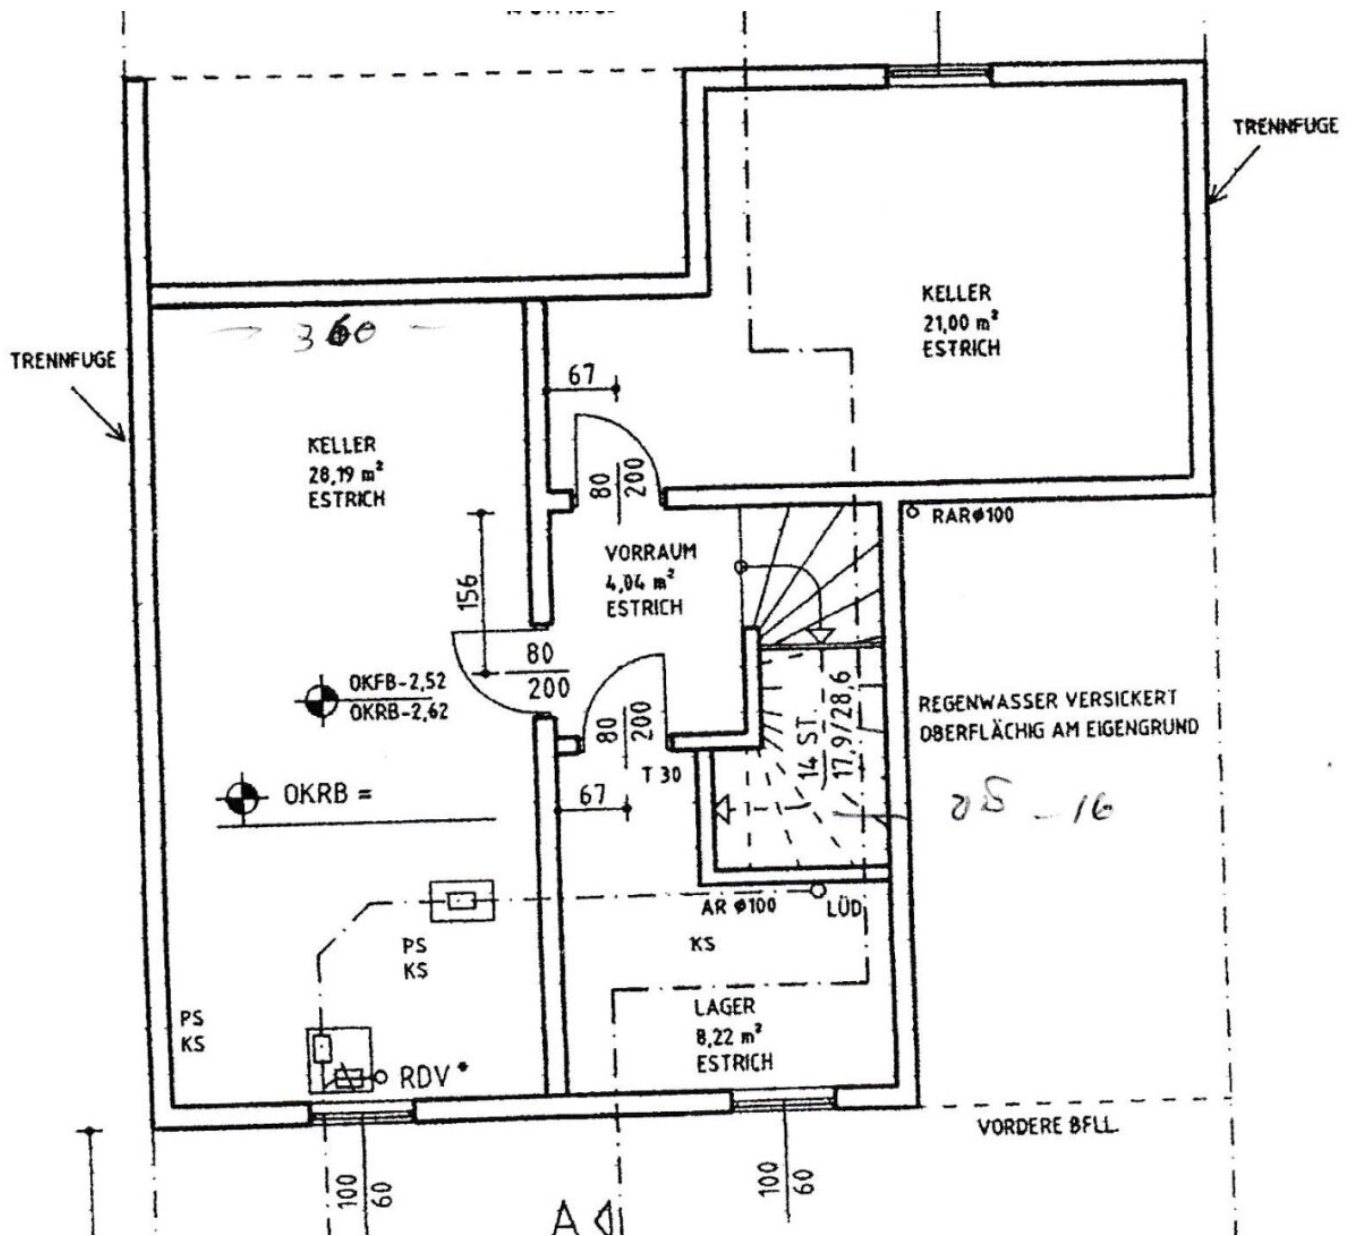 TRENNFUGE
KELLER
21,00 m²
ESTRICH
360
TRENNFUGE
67
KELLER
28,19 m²
ESTRICH
80
200
RAR⌀100
VORRAUM
4,04 m²
ESTRICH
156
80
200
OKFB-2,52
OKRB-2,62
80
200
14 ST.
17,9/28,6
REGENWASSER VERSICKERT
OBERFLÄCHIG AM EIGENGRUND
T 30
OKRB =
67
AR ⌀100
LÜD
PS
KS
KS
PS
KS
LAGER
8,22 m²
ESTRICH
RDV *
VORDERE BFLL.
100
60
100
60
A